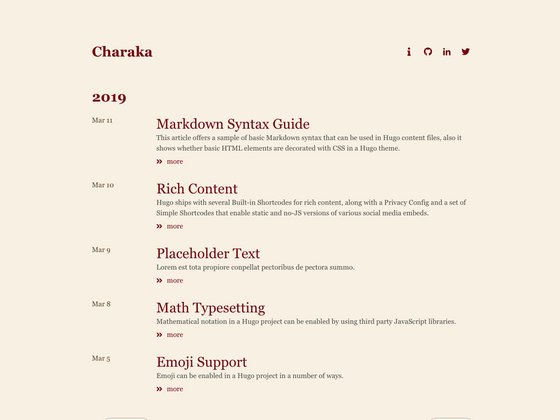 Charaka
2019
Mar 11
Markdown Syntax Guide
This article offers a sample of basic Markdown syntax that can be used in Hugo content files, also it
shows whether basic HTML elements are decorated with CSS in a Hugo theme.
more
Mar 10
Rich Content
Hugo ships with several Built-in Shortcodes for rich content, along with a Privacy Config and a set of
Simple Shortcodes that enable static and no-JS versions of various social media embeds.
more
Mar 9
Placeholder Text
Lorem est tota propiore conpellat pectoribus de pectora summo.
more
Mar 8
Math Typesetting
Mathematical notation in a Hugo project can be enabled by using third party JavaScript libraries.
more
Mar 5
Emoji Support
Emoji can be enabled in a Hugo project in a number of ways.
more